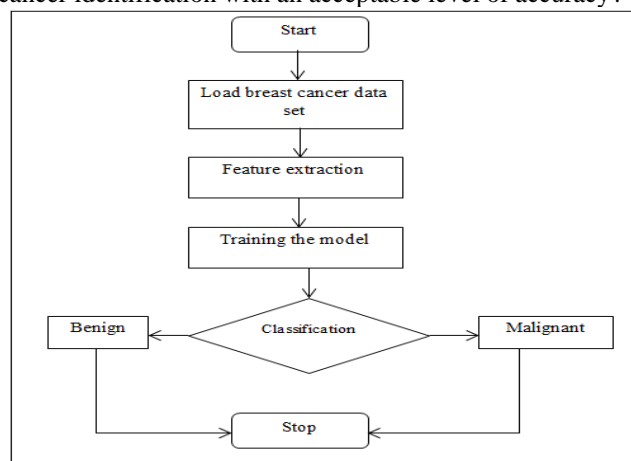 cancer identification with an acceptable level of accuracy.
Start
Load breast cancer data
set
Feature extraction
Training the model
Classification
Benign
Malignant
Stop